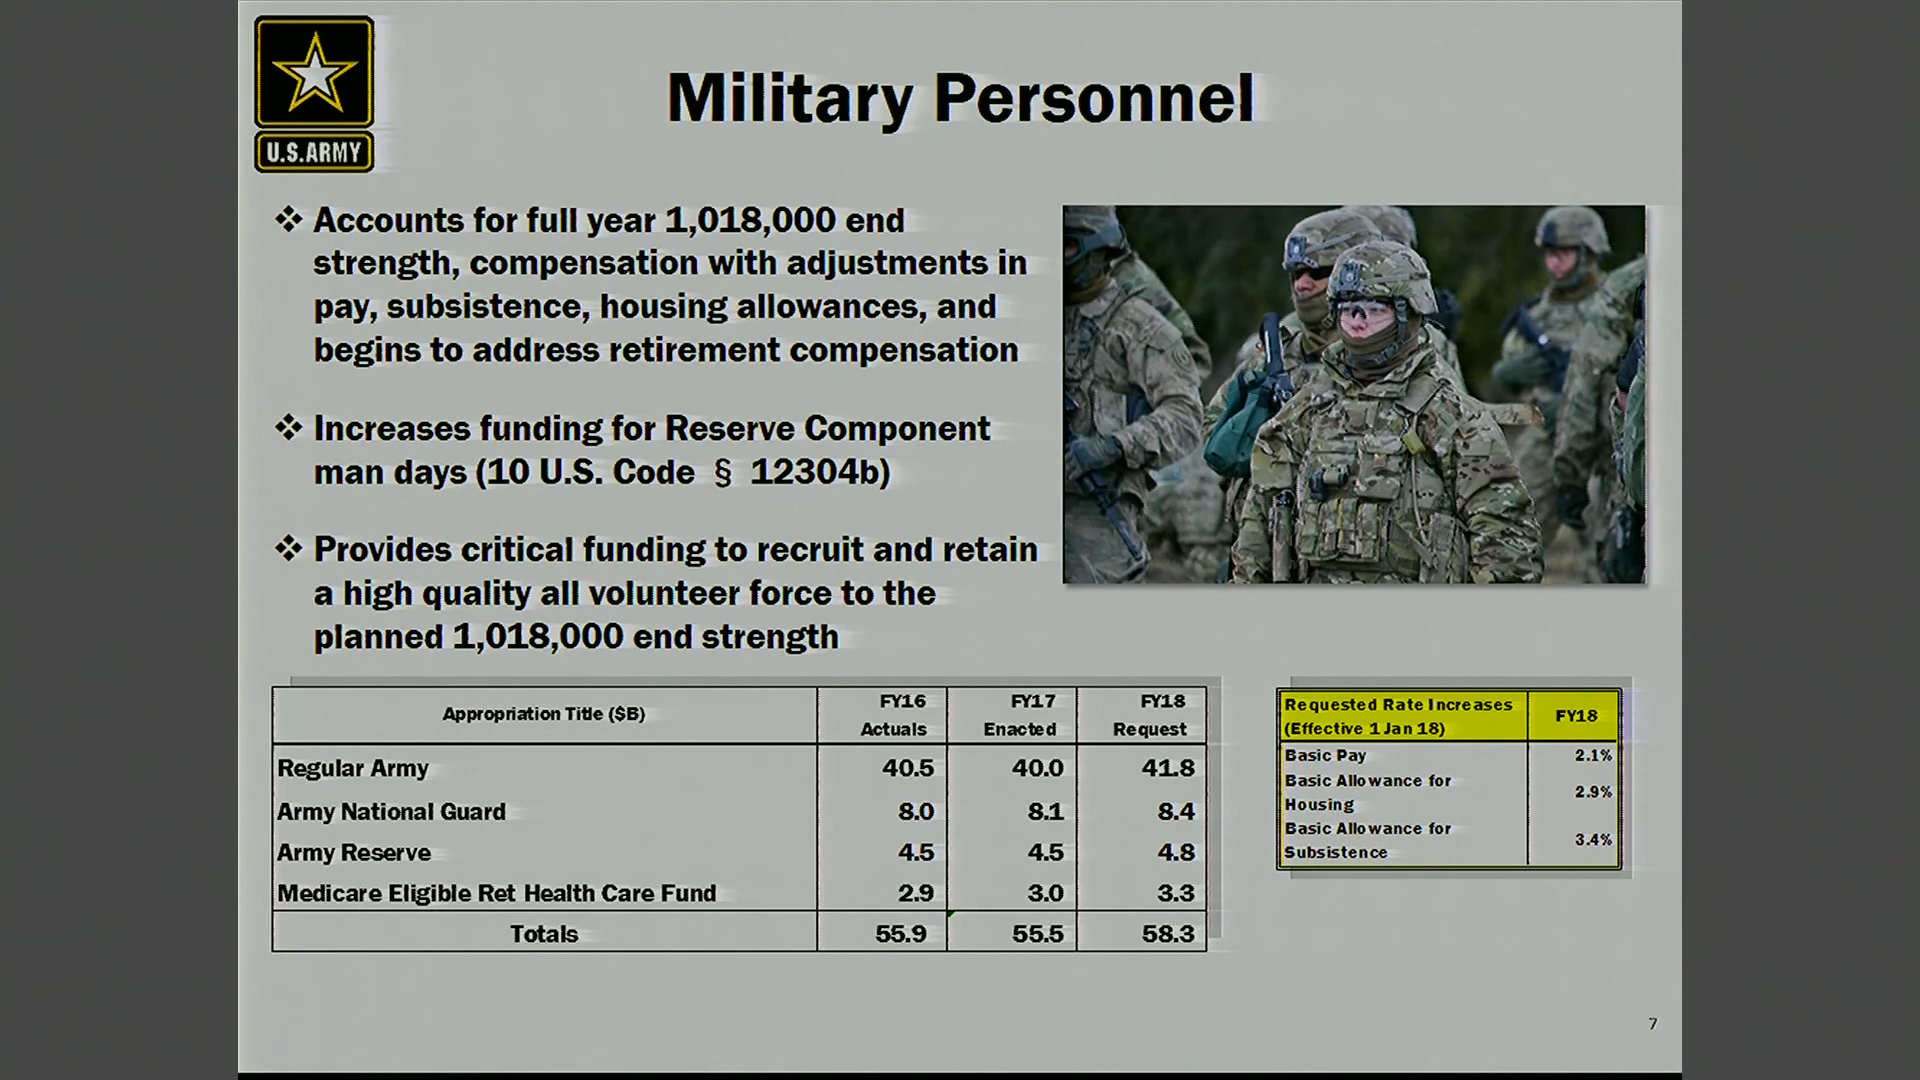 U.S.ARMY
Military Personnel
❖ Accounts for full year 1,018,000 end
strength, compensation with adjustments in
pay, subsistence, housing allowances, and
begins to address retirement compensation
❖ Increases funding for Reserve Component
man days (10 U.S. Code § 12304b)
❖ Provides critical funding to recruit and retain
a high quality all volunteer force to the
planned 1,018,000 end strength
Appropriation Title ($B) FY16 Actuals FY17 Enacted FY18 Request
Regular Army 40.5 40.0 41.8
Army National Guard 8.0 8.1 8.4
Army Reserve 4.5 4.5 4.8
Medicare Eligible Ret Health Care Fund 2.9 3.0 3.3
Totals 55.9 55.5 58.3
Requested Rate Increases
(Effective 1 Jan 18) FY18
Basic Pay 2.1%
Basic Allowance for
Housing 2.9%
Basic Allowance for
Subsistence 3.4%
7